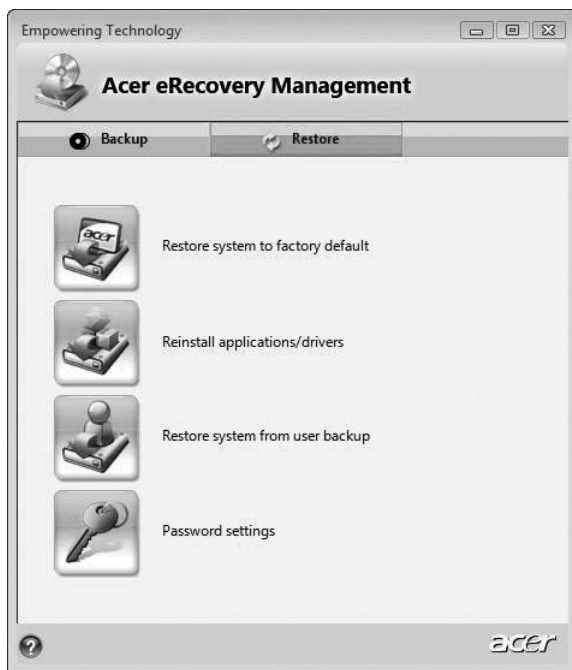 Empowering Technology
Acer eRecovery Management
Backup
Restore
acer
Restore system to factory default
Reinstall applications/drivers
Restore system from user backup
Password settings
?
acer